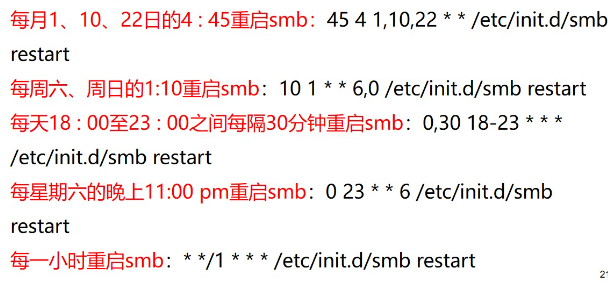 每月1、10、22日的4 : 45重启smb：45 4 1,10,22 * * /etc/init.d/smb
restart
每周六、周日的1:10重启smb：10 1 * * 6,0 /etc/init.d/smb restart
每天18 : 00至23 : 00之间每隔30分钟重启smb：0,30 18-23 * * *
/etc/init.d/smb restart
每星期六的晚上11:00 pm重启smb：0 23 * * 6 /etc/init.d/smb
restart
每一小时重启smb：* */1 * * * /etc/init.d/smb restart
21